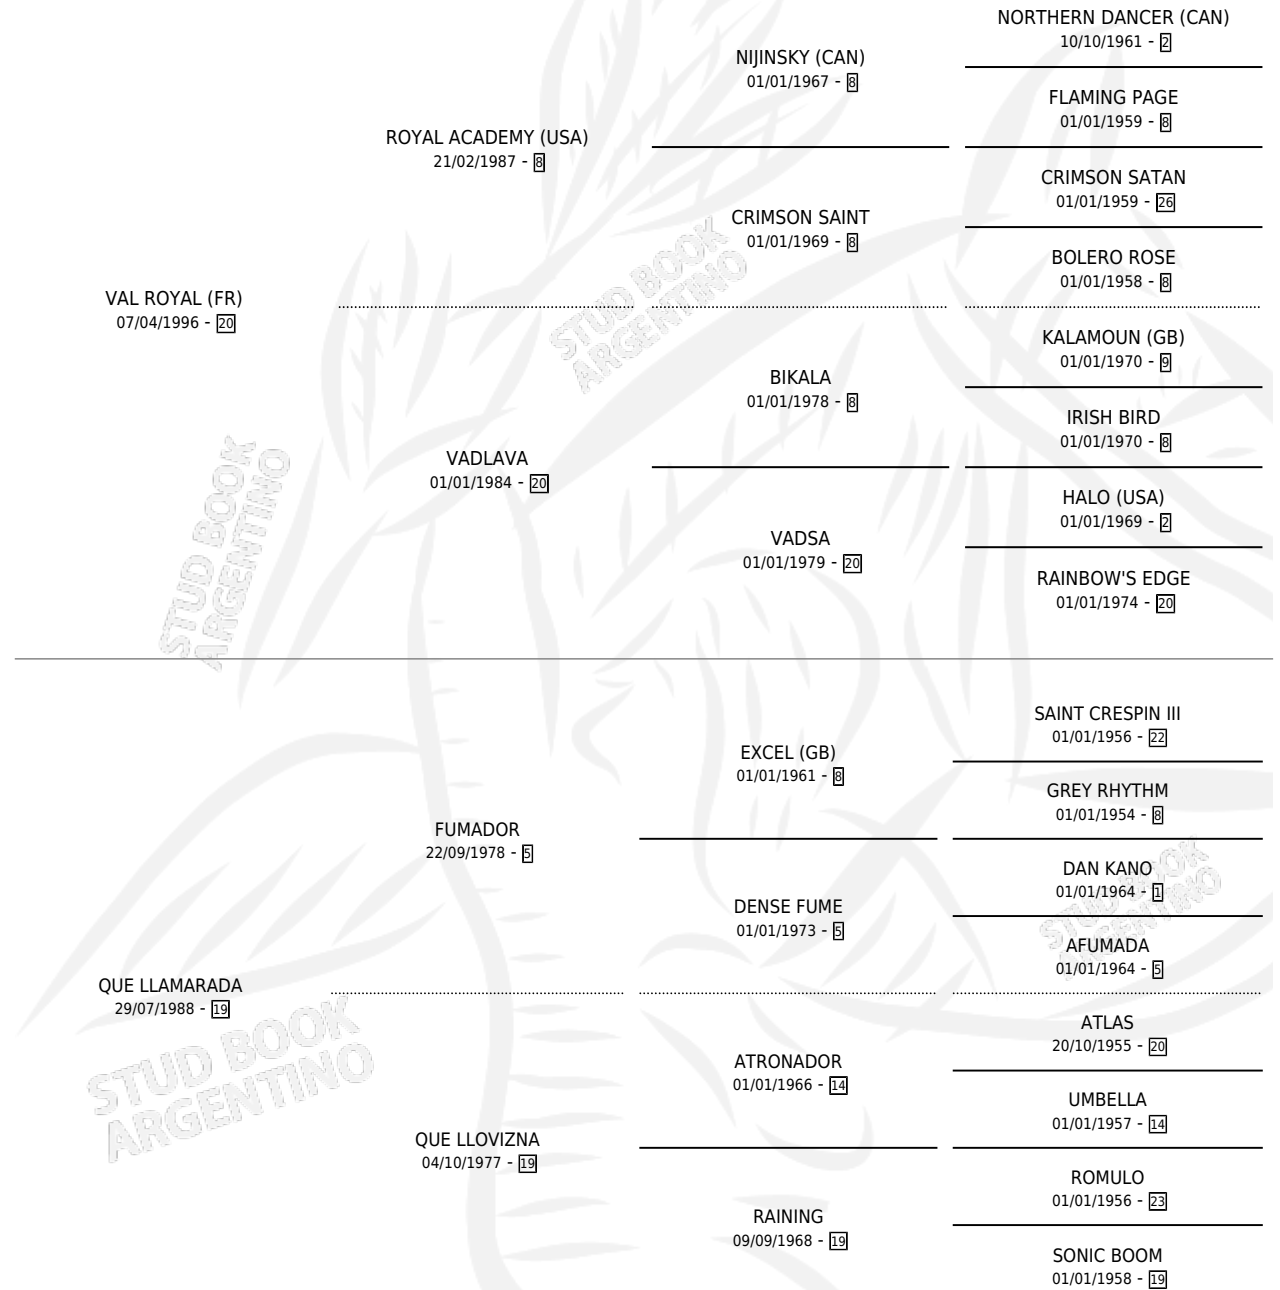 NORTHERN DANCER (CAN)
10/10/1961 - 2
NIJINSKY (CAN)
01/01/1967 - 8
FLAMING PAGE
01/01/1959 - 8
ROYAL ACADEMY (USA)
21/02/1987 - 8
CRIMSON SATAN
01/01/1959 - 26
CRIMSON SAINT
01/01/1969 - 8
BOLERO ROSE
01/01/1958 - 8
VAL ROYAL (FR)
07/04/1996 - 20
STUD BOOK
ARGENTINO
KALAMOUN (GB)
01/01/1970 - 9
BIKALA
01/01/1978 - 8
IRISH BIRD
01/01/1970 - 8
VADLAVA
01/01/1984 - 20
HALO (USA)
01/01/1969 - 2
VADSA
01/01/1979 - 20
RAINBOW'S EDGE
01/01/1974 - 20
STUD BOOK
ARGENTINO
SAINT CRESPIN III
01/01/1956 - 22
EXCEL (GB)
01/01/1961 - 8
GREY RHYTHM
01/01/1954 - 8
FUMADOR
22/09/1978 - 5
DAN KANO
01/01/1964 - 1
DENSE FUME
01/01/1973 - 5
AFUMADA
01/01/1964 - 5
STUD BOOK
ARGENTINO
QUE LLAMARADA
29/07/1988 - 19
ATLAS
20/10/1955 - 20
ATRONADOR
01/01/1966 - 14
UMBELLA
01/01/1957 - 14
STUD BOOK
ARGENTINO
QUE LLOVIZNA
04/10/1977 - 19
ROMULO
01/01/1956 - 23
RAINING
09/09/1968 - 19
SONIC BOOM
01/01/1958 - 19